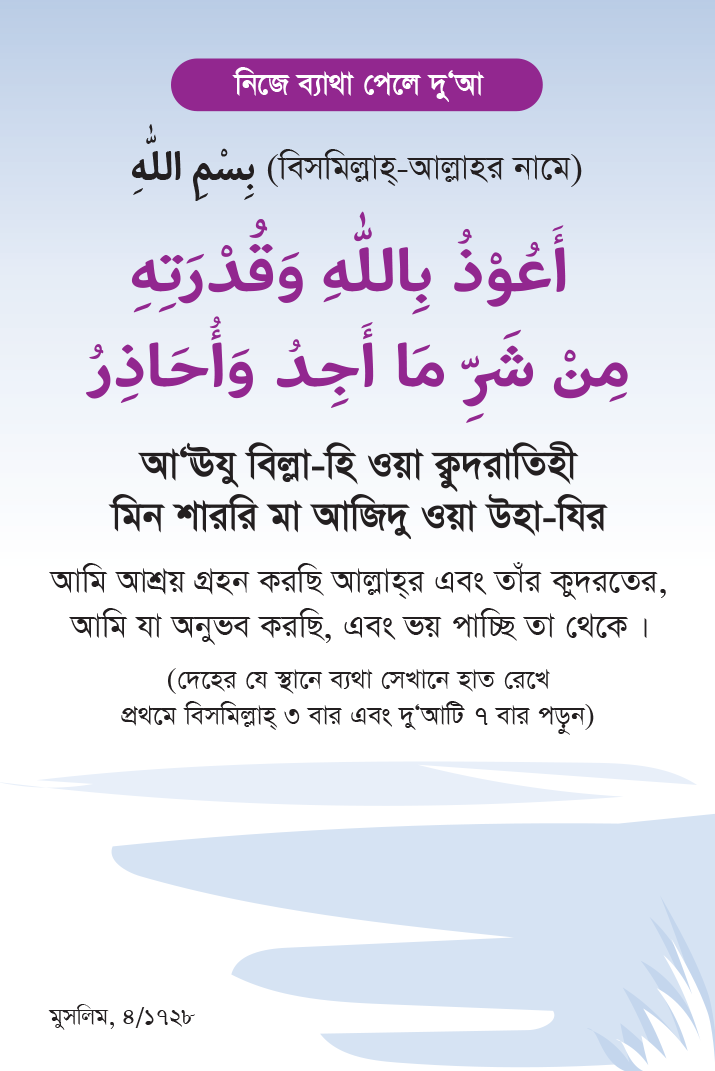 নিজে ব্যাথা পেলে দু‘আ
بِسْمِ اللّٰهِ (বিসমিল্লাহ্-আল্লাহর নামে)
أَعُوْذُ بِاللّٰهِ وَقُدْرَتِهِ
مِنْ شَرِّ مَا أَجِدُ وَأُحَاذِرُ
আ‘ঊযু বিল্লা-হি ওয়া ক্বুদরাতিহী
মিন শাররি মা আজিদু ওয়া উহা-যির
আমি আশ্রয় গ্রহন করছি আল্লাহ্‌র এবং তাঁর কুদরতের,
আমি যা অনুভব করছি, এবং ভয় পাচ্ছি তা থেকে ।
(দেহের যে স্থানে ব্যথা সেখানে হাত রেখে
প্রথমে বিসমিল্লাহ্ ৩ বার এবং দু‘আটি ৭ বার পড়ুন)
মুসলিম, ৪/১৭২৮